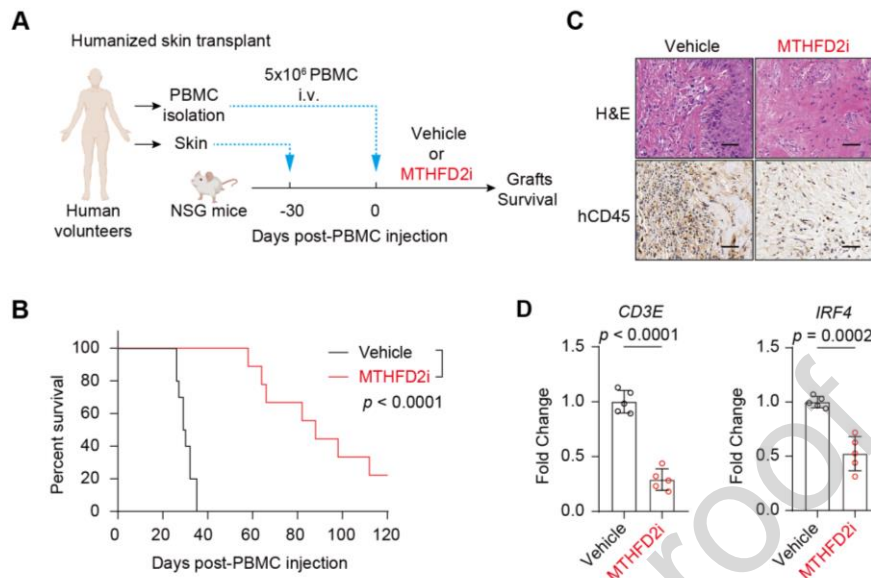 A
Humanized skin transplant
PBMC
isolation
5x10⁶ PBMC
i.v.
Skin
Vehicle
or
MTHFD2i
Human
volunteers
NSG mice
-30
0
Grafts
Survival
Days post-PBMC injection
B
Percent survival
100
80
60
40
20
0
0
40
60
80
100
120
Days post-PBMC injection
Vehicle
MTHFD2i
p < 0.0001
C
Vehicle
MTHFD2i
H&E
hCD45
D
CD3E
p < 0.0001
Fold Change
1.5
1.0
0.5
0.0
Vehicle
MTHFD2i
IRF4
p = 0.0002
Fold Change
1.5
1.0
0.5
0.0
Vehicle
MTHFD2i
roof